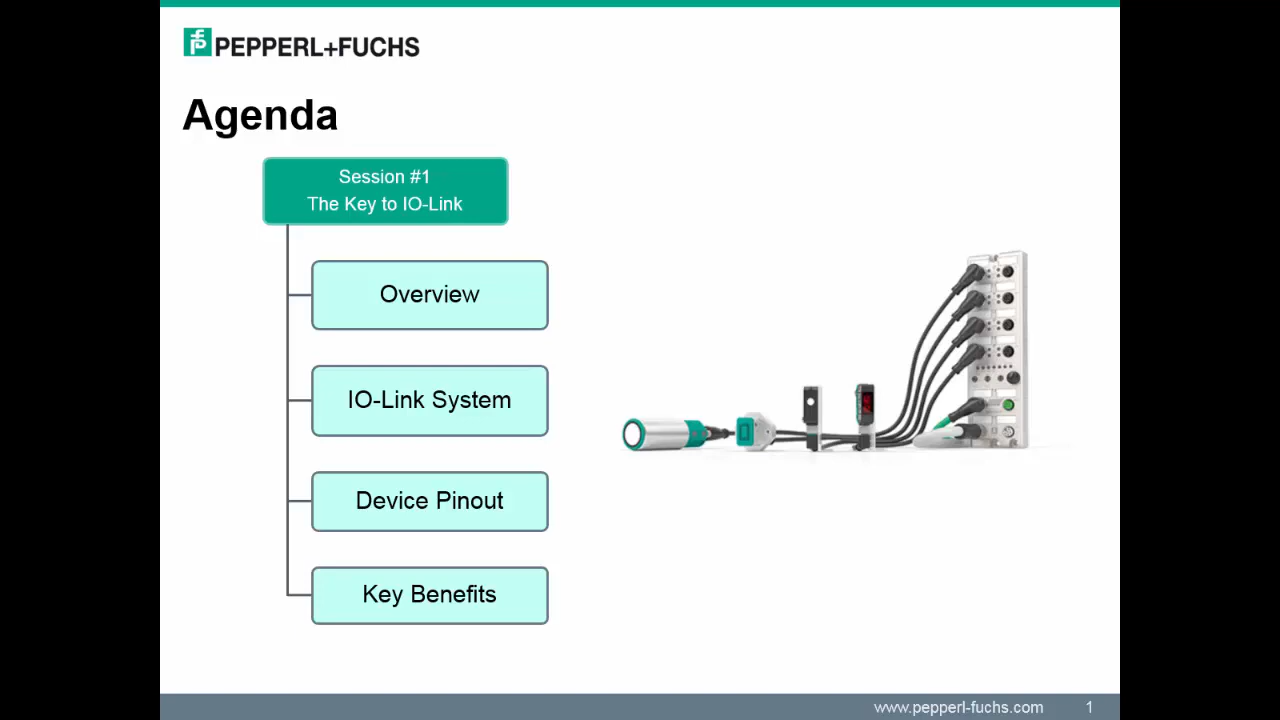 PEPPERL+FUCHS
Agenda
Session #1
The Key to IO-Link
Overview
IO-Link System
Device Pinout
Key Benefits
www.pepperl-fuchs.com 1